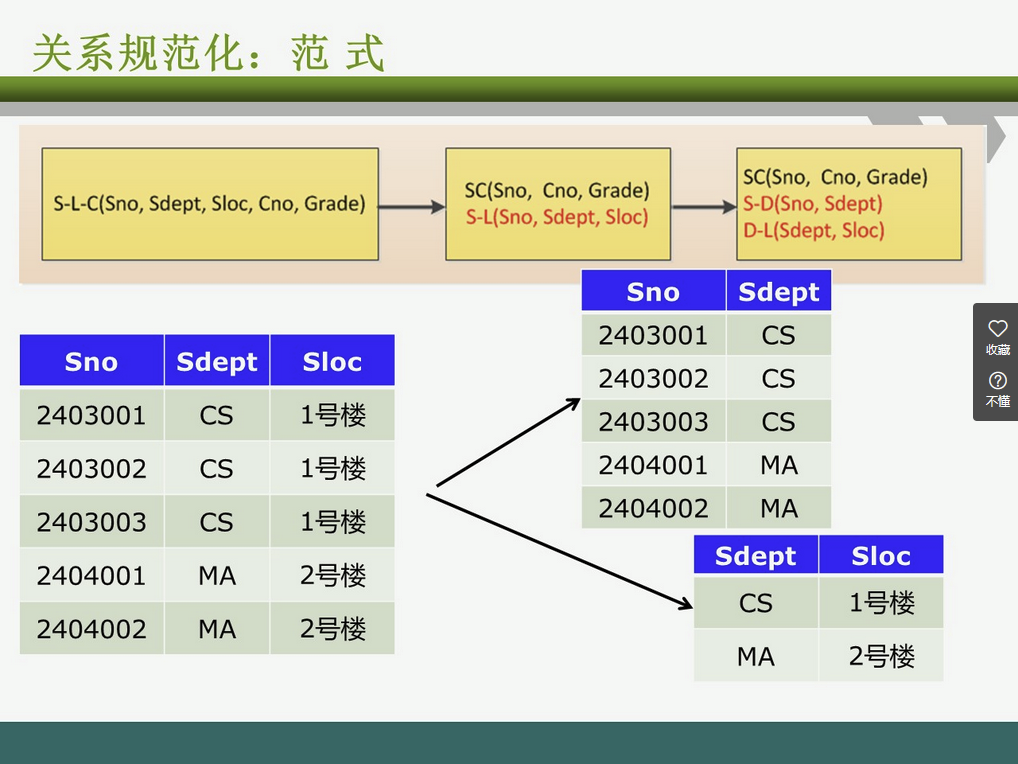 关系规范化：范 式
S-L-C(Sno, Sdept, Sloc, Cno, Grade)
SC(Sno, Cno, Grade)
S-L(Sno, Sdept, Sloc)
SC(Sno, Cno, Grade)
S-D(Sno, Sdept)
D-L(Sdept, Sloc)
Sno Sdept Sloc
2403001 CS 1号楼
2403002 CS 1号楼
2403003 CS 1号楼
2404001 MA 2号楼
2404002 MA 2号楼
Sno Sdept
2403001 CS
2403002 CS
2403003 CS
2404001 MA
2404002 MA
Sdept Sloc
CS 1号楼
MA 2号楼
收藏
不懂